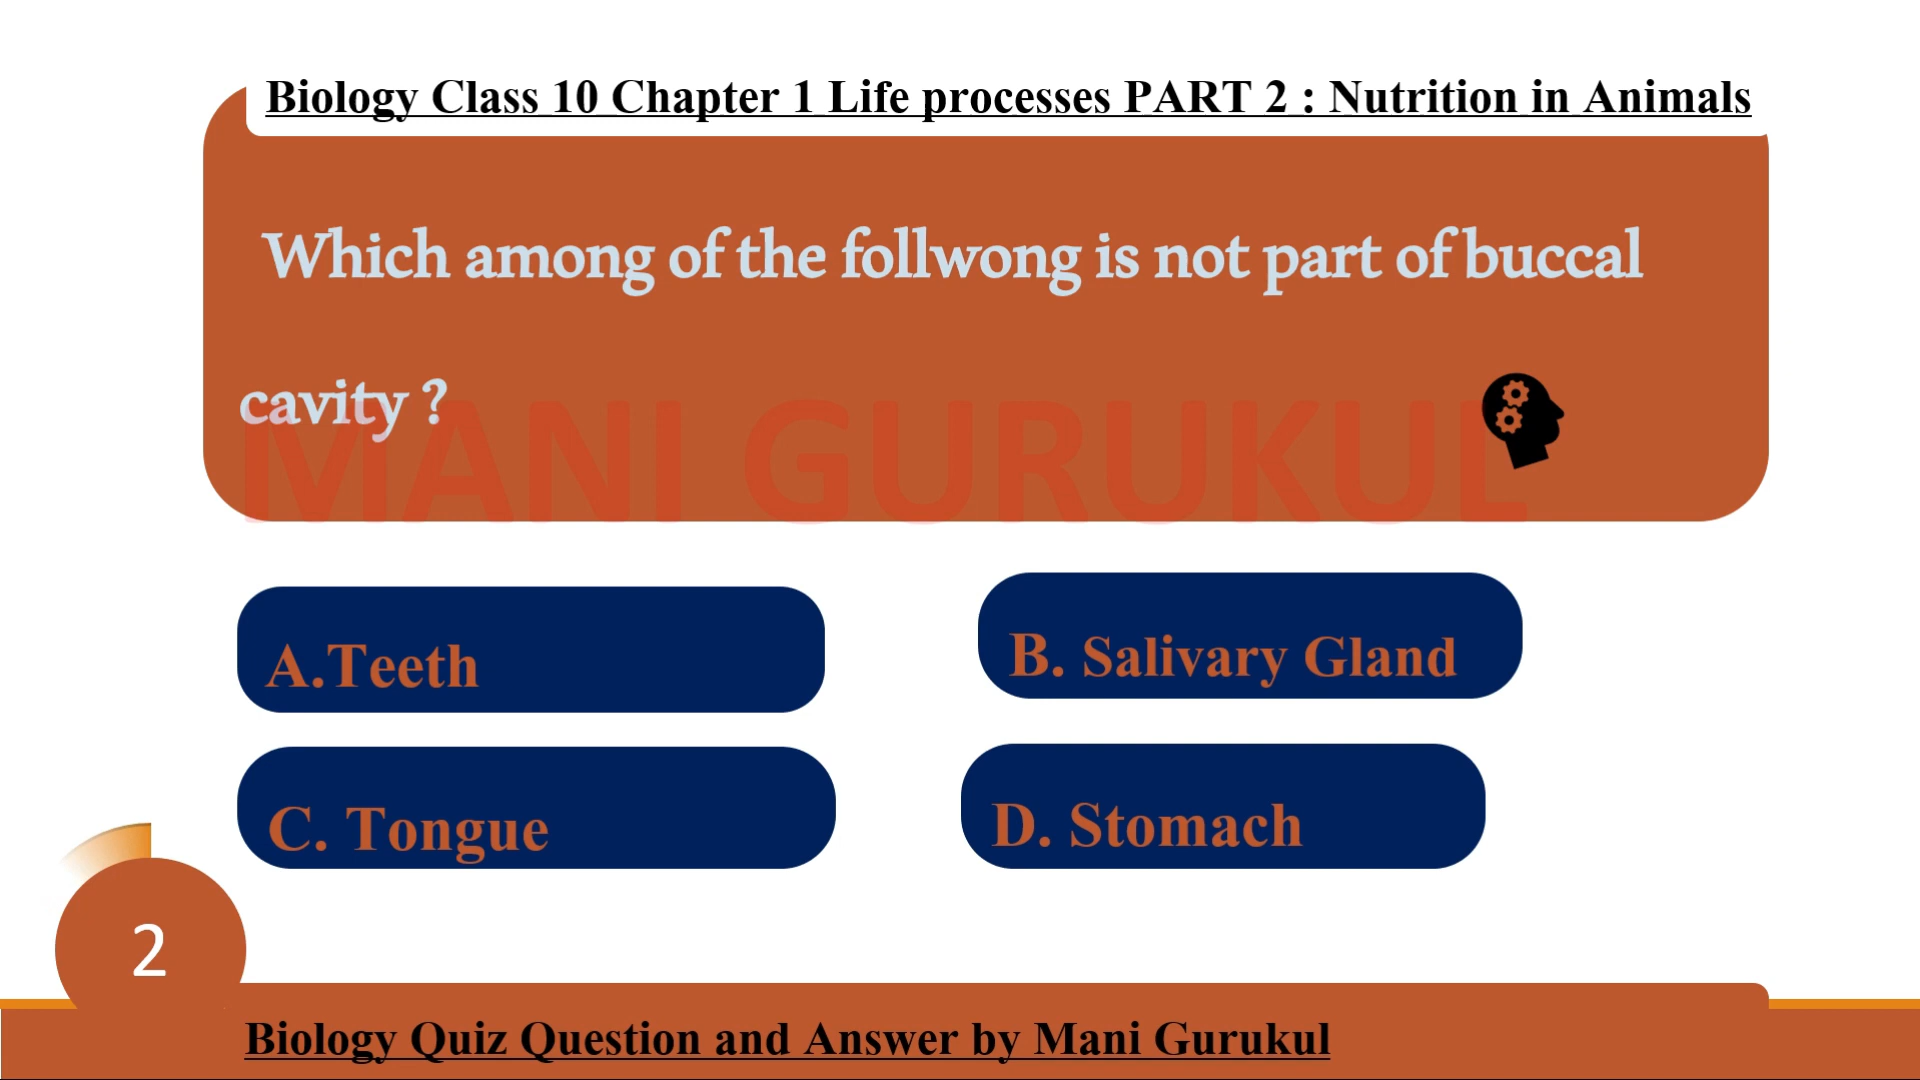 Biology Class 10 Chapter 1 Life processes PART 2 : Nutrition in Animals
Which among of the follwong is not part of buccal
cavity ?
MANI GURUKUL
A.Teeth
B. Salivary Gland
C. Tongue
D. Stomach
2
Biology Quiz Question and Answer by Mani Gurukul